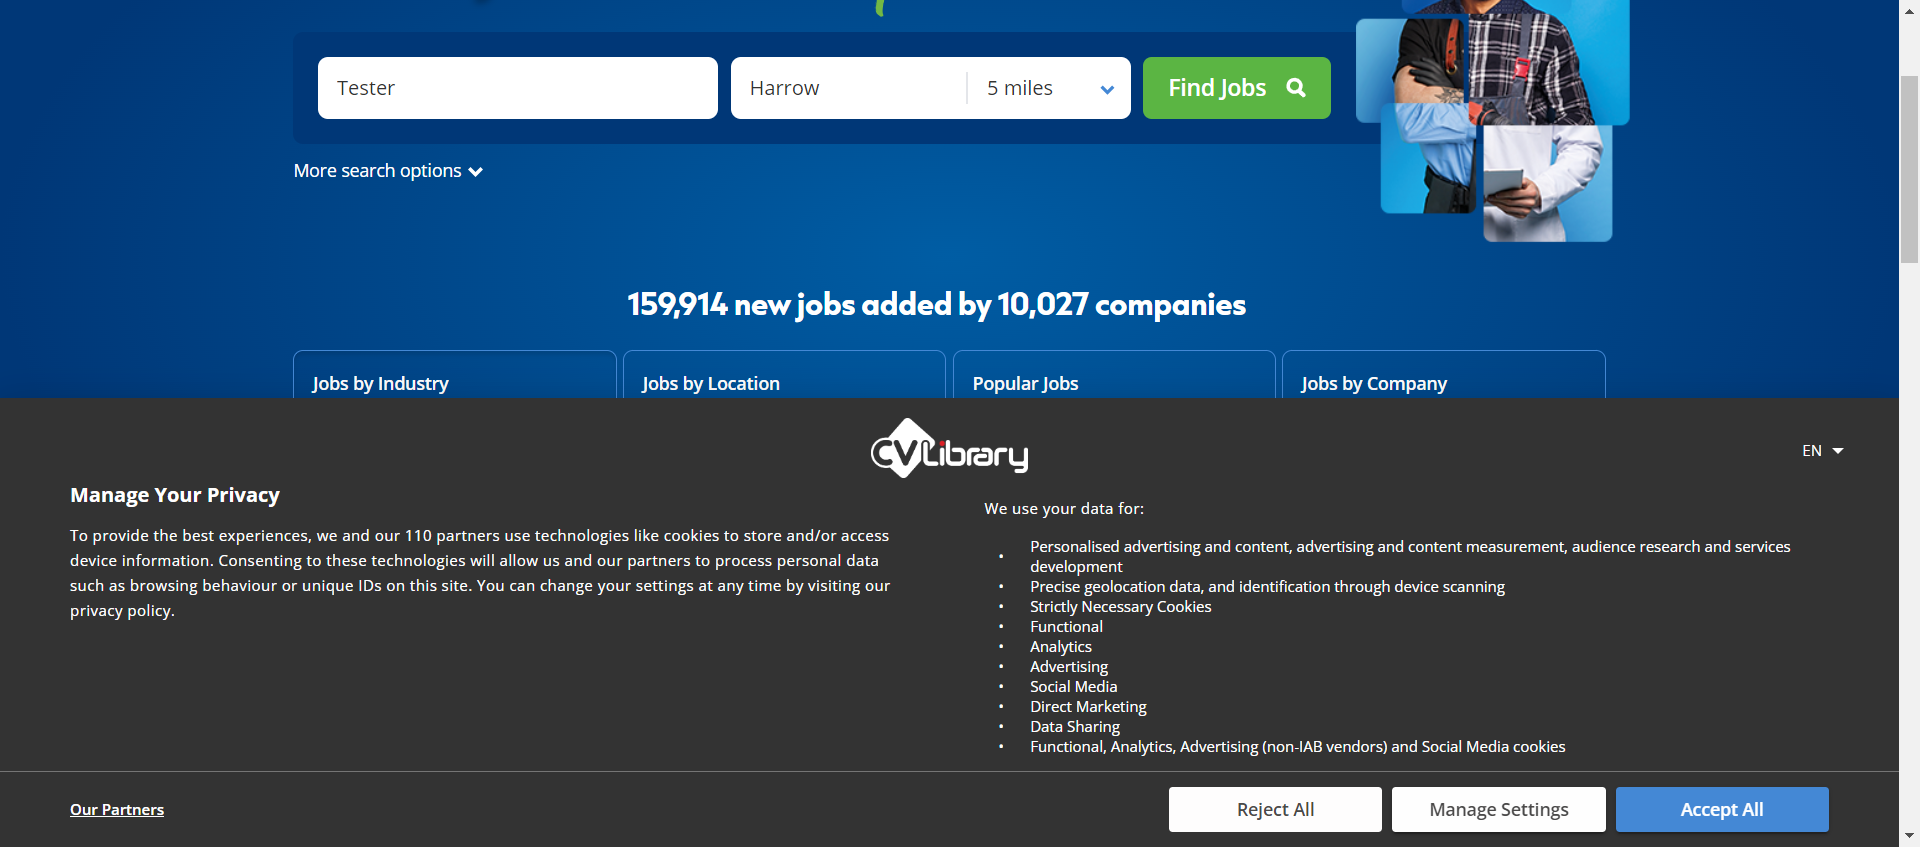 Tester
Harrow
5 miles
Find Jobs
More search options
159,914 new jobs added by 10,027 companies
Jobs by Industry
Jobs by Location
Popular Jobs
Jobs by Company
CVLibrary
EN
Manage Your Privacy
To provide the best experiences, we and our 110 partners use technologies like cookies to store and/or access
device information. Consenting to these technologies will allow us and our partners to process personal data
such as browsing behaviour or unique IDs on this site. You can change your settings at any time by visiting our
privacy policy.
We use your data for:
• Personalised advertising and content, advertising and content measurement, audience research and services
development
• Precise geolocation data, and identification through device scanning
• Strictly Necessary Cookies
• Functional
• Analytics
• Advertising
• Social Media
• Direct Marketing
• Data Sharing
• Functional, Analytics, Advertising (non-IAB vendors) and Social Media cookies
Our Partners
Reject All
Manage Settings
Accept All